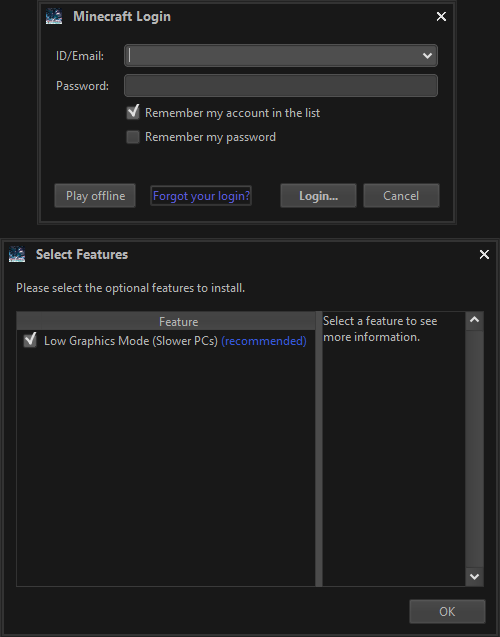 Minecraft Login
ID/Email:
Password:
Remember my account in the list
Remember my password
Play offline
Forgot your login?
Login...
Cancel
Select Features
Please select the optional features to install.
Feature
Low Graphics Mode (Slower PCs) (recommended)
Select a feature to see
more information.
OK